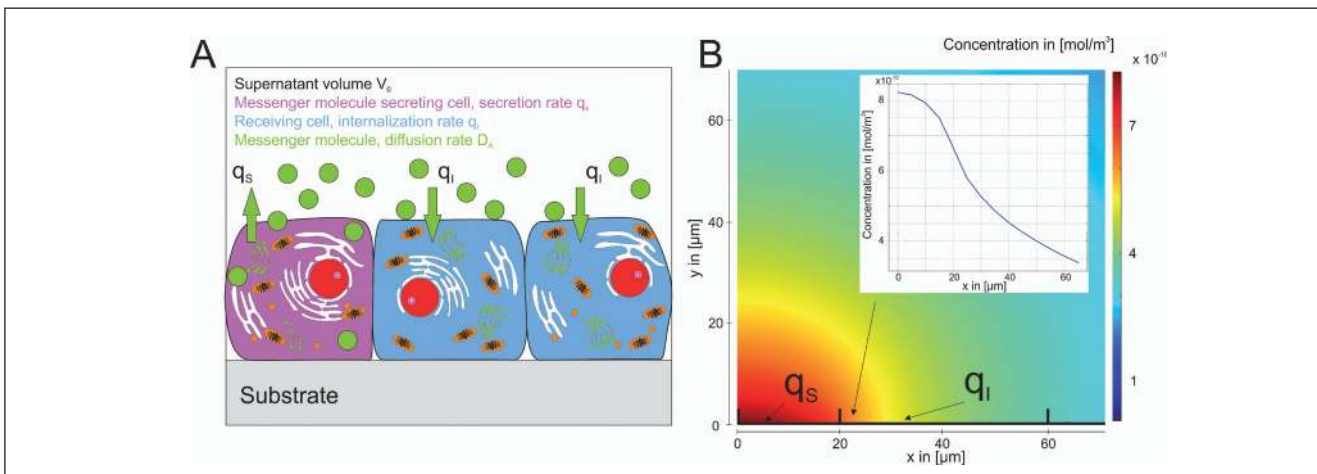 A
Supernatant volume V₀
Messenger molecule secreting cell, secretion rate qₛ
Receiving cell, internalization rate qᵢ
Messenger molecule, diffusion rate D
qS
qI
qI
Substrate
B
Concentration in [mol/m³]
60
40
20
0
y in [µm]
0
20
40
60
x in [µm]
8
6
4
Concentration in [mol/m³]
0
20
40
60
x in [µm]
qS
qI
7
4
1